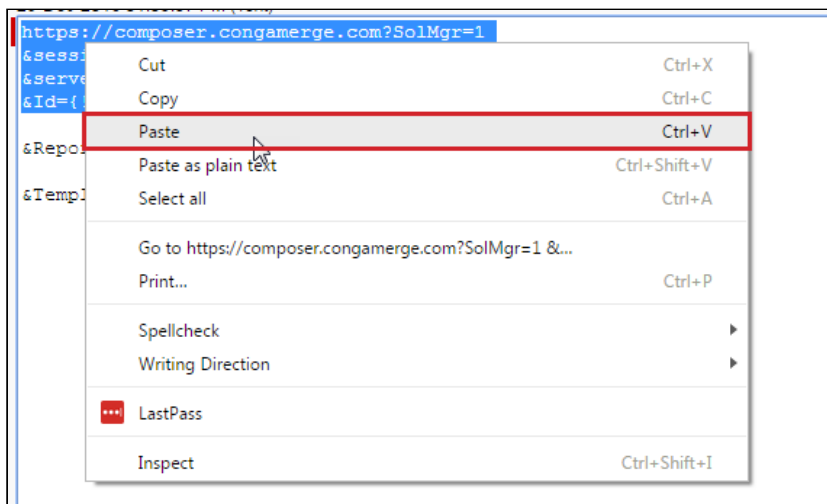 https://composer.congamerge.com?SolMgr=1
&sessi
&serve
&Id={
&Repor
&Templ
Cut Ctrl+X
Copy Ctrl+C
Paste Ctrl+V
Paste as plain text Ctrl+Shift+V
Select all Ctrl+A
Go to https://composer.congamerge.com?SolMgr=1 &...
Print... Ctrl+P
Spellcheck
Writing Direction
LastPass
Inspect Ctrl+Shift+I